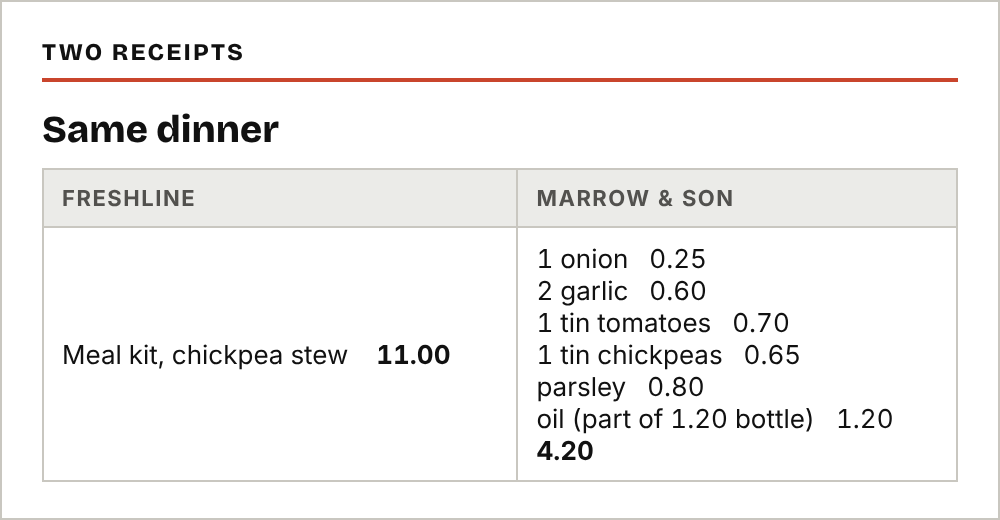 TWO RECEIPTS
Same dinner
FRESHLINE
MARROW & SON
Meal kit, chickpea stew 11.00
1 onion 0.25
2 garlic 0.60
1 tin tomatoes 0.70
1 tin chickpeas 0.65
parsley 0.80
oil (part of 1.20 bottle) 1.20
4.20